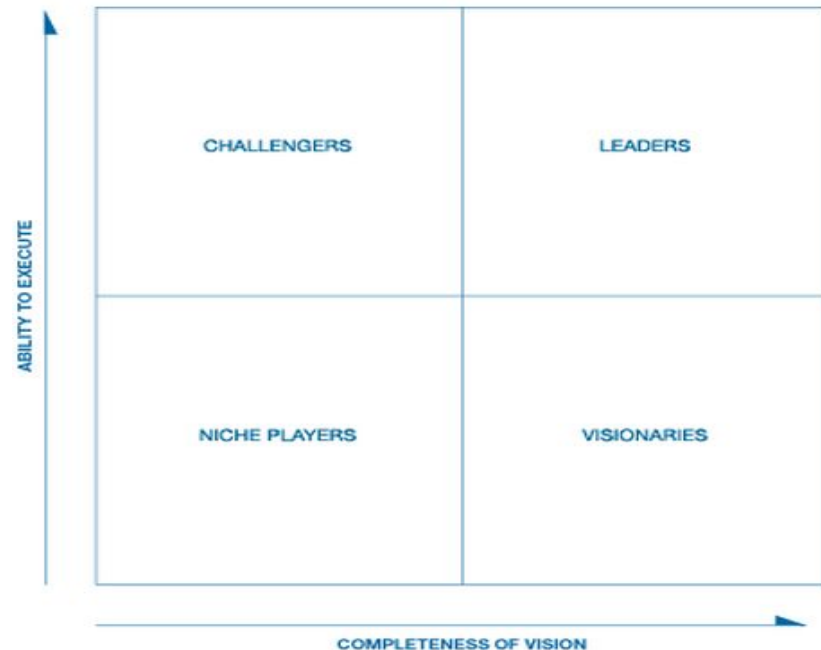 CHALLENGERS
LEADERS
ABILITY TO EXECUTE
NICHE PLAYERS
VISIONARIES
COMPLETENESS OF VISION